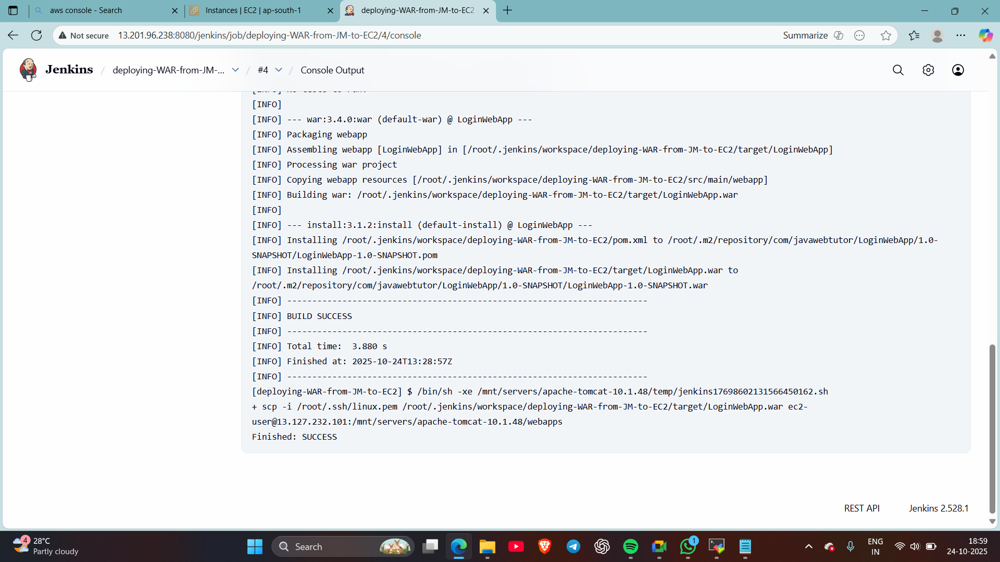 aws console - Search
Instances | EC2 | ap-south-1
deploying-WAR-from-JM-to-EC2
Not secure
13.201.96.238:8080/jenkins/job/deploying-WAR-from-JM-to-EC2/4/console
Summarize
Jenkins / deploying-WAR-from-JM-... / #4 / Console Output
[INFO]
[INFO] --- war:3.4.0:war (default-war) @ LoginWebApp ---
[INFO] Packaging webapp
[INFO] Assembling webapp [LoginWebApp] in [/root/.jenkins/workspace/deploying-WAR-from-JM-to-EC2/target/LoginWebApp]
[INFO] Processing war project
[INFO] Copying webapp resources [/root/.jenkins/workspace/deploying-WAR-from-JM-to-EC2/src/main/webapp]
[INFO] Building war: /root/.jenkins/workspace/deploying-WAR-from-JM-to-EC2/target/LoginWebApp.war
[INFO]
[INFO] --- install:3.1.2:install (default-install) @ LoginWebApp ---
[INFO] Installing /root/.jenkins/workspace/deploying-WAR-from-JM-to-EC2/pom.xml to /root/.m2/repository/com/javawebtutor/LoginWebApp/1.0-
SNAPSHOT/LoginWebApp-1.0-SNAPSHOT.pom
[INFO] Installing /root/.jenkins/workspace/deploying-WAR-from-JM-to-EC2/target/LoginWebApp.war to
/root/.m2/repository/com/javawebtutor/LoginWebApp/1.0-SNAPSHOT/LoginWebApp-1.0-SNAPSHOT.war
[INFO] ------------------------------------------------------------------------
[INFO] BUILD SUCCESS
[INFO] ------------------------------------------------------------------------
[INFO] Total time:  3.880 s
[INFO] Finished at: 2025-10-24T13:28:57Z
[INFO] ------------------------------------------------------------------------
[deploying-WAR-from-JM-to-EC2] $ /bin/sh -xe /mnt/servers/apache-tomcat-10.1.48/temp/jenkins17698602131566450162.sh
+ scp -i /root/.ssh/linux.pem /root/.jenkins/workspace/deploying-WAR-from-JM-to-EC2/target/LoginWebApp.war ec2-
user@13.127.232.101:/mnt/servers/apache-tomcat-10.1.48/webapps
Finished: SUCCESS
REST API
Jenkins 2.528.1
4
28°C
Partly cloudy
Search
1
ENG
IN
18:59
24-10-2025